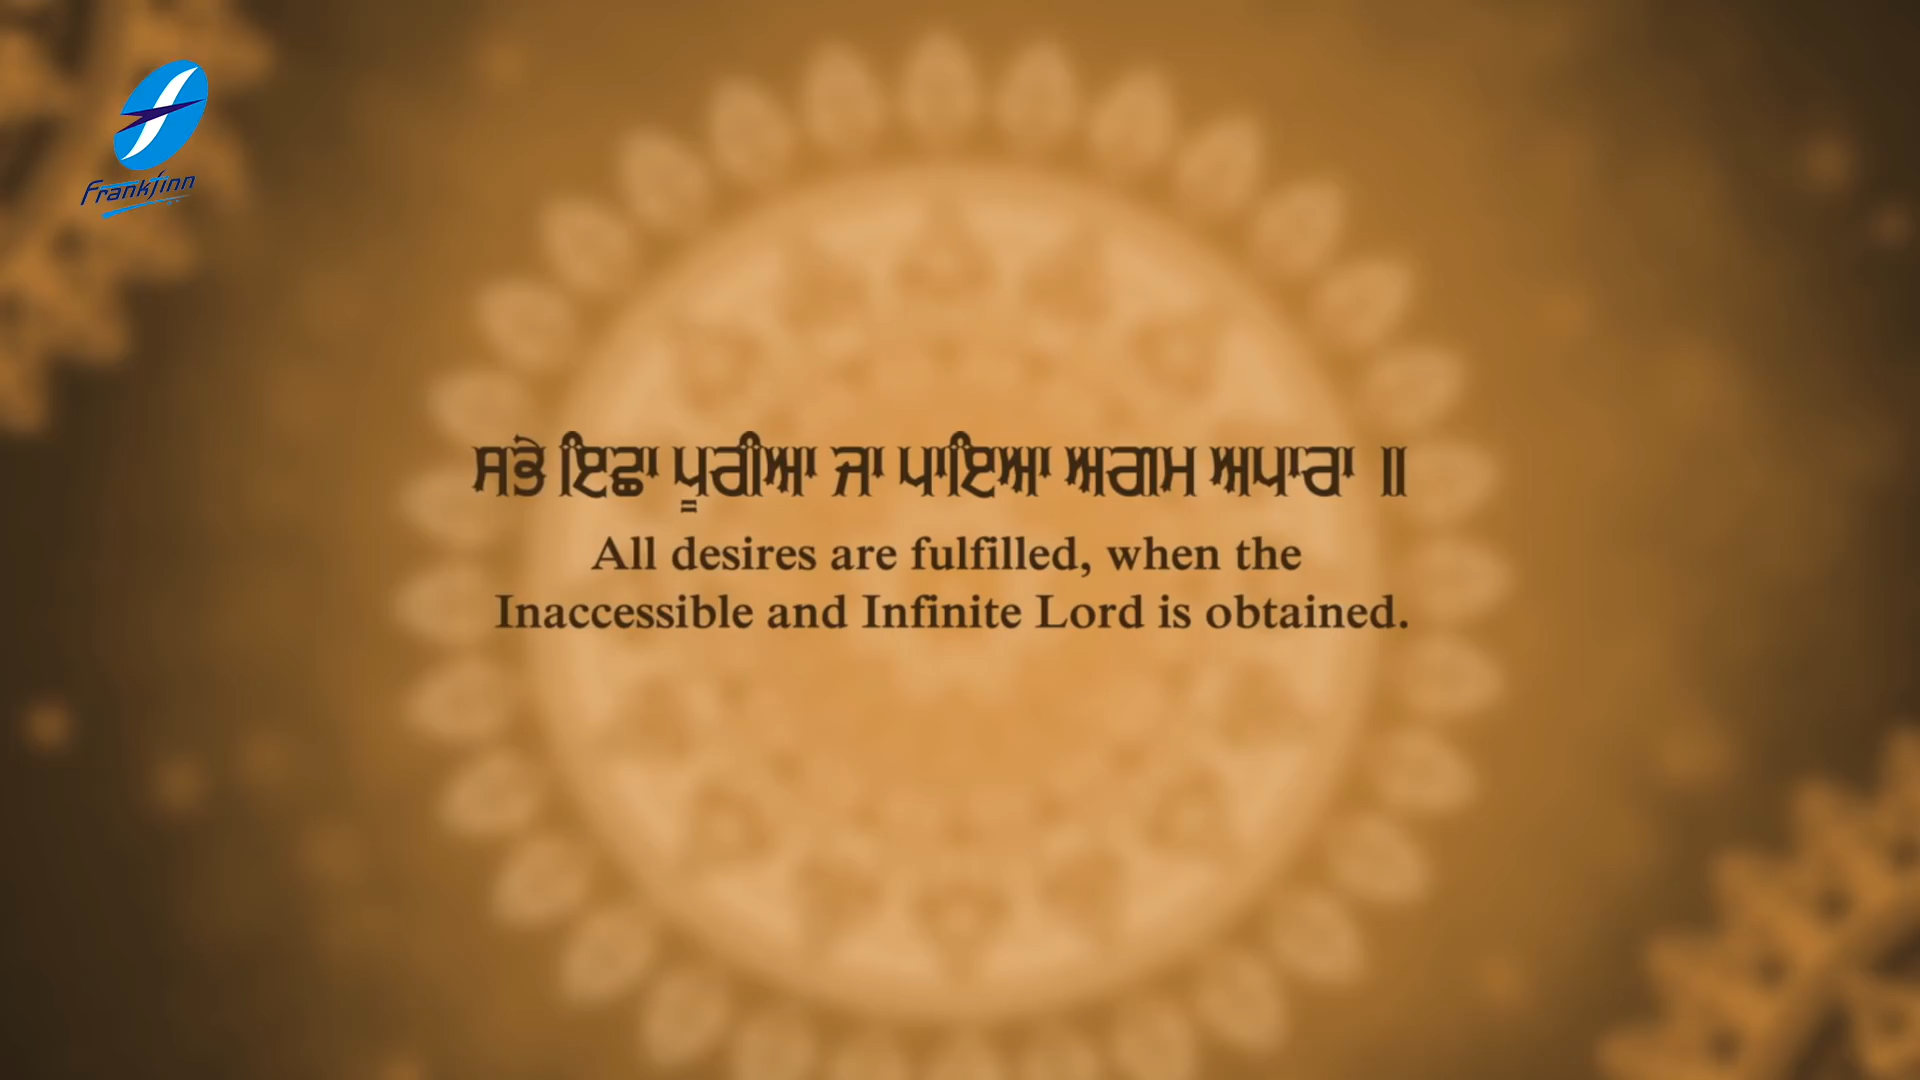 Frankfinn
ਸਭੇ ਇਛਾ ਪੂਰੀਆ ਜਾ ਪਾਇਆ ਅਗਮ ਅਪਾਰਾ ॥
All desires are fulfilled, when the
Inaccessible and Infinite Lord is obtained.